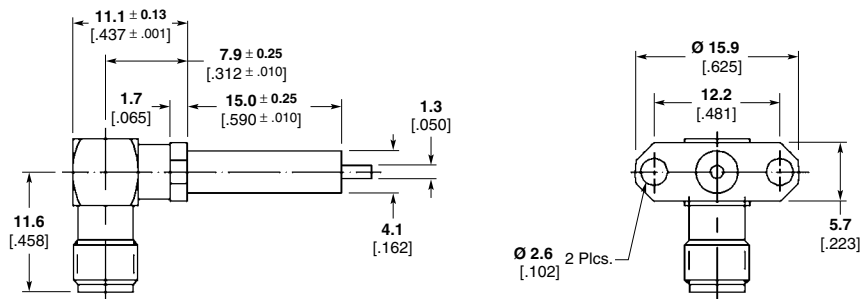 11.1 ± 0.13
[.437 ± .001]
7.9 ± 0.25
[.312 ± .010]
1.7
[.065]
15.0 ± 0.25
[.590 ± .010]
1.3
[.050]
11.6
[.458]
4.1
[.162]
Ø 15.9
[.625]
12.2
[.481]
5.7
[.223]
Ø 2.6
[.102]
2 Plcs.